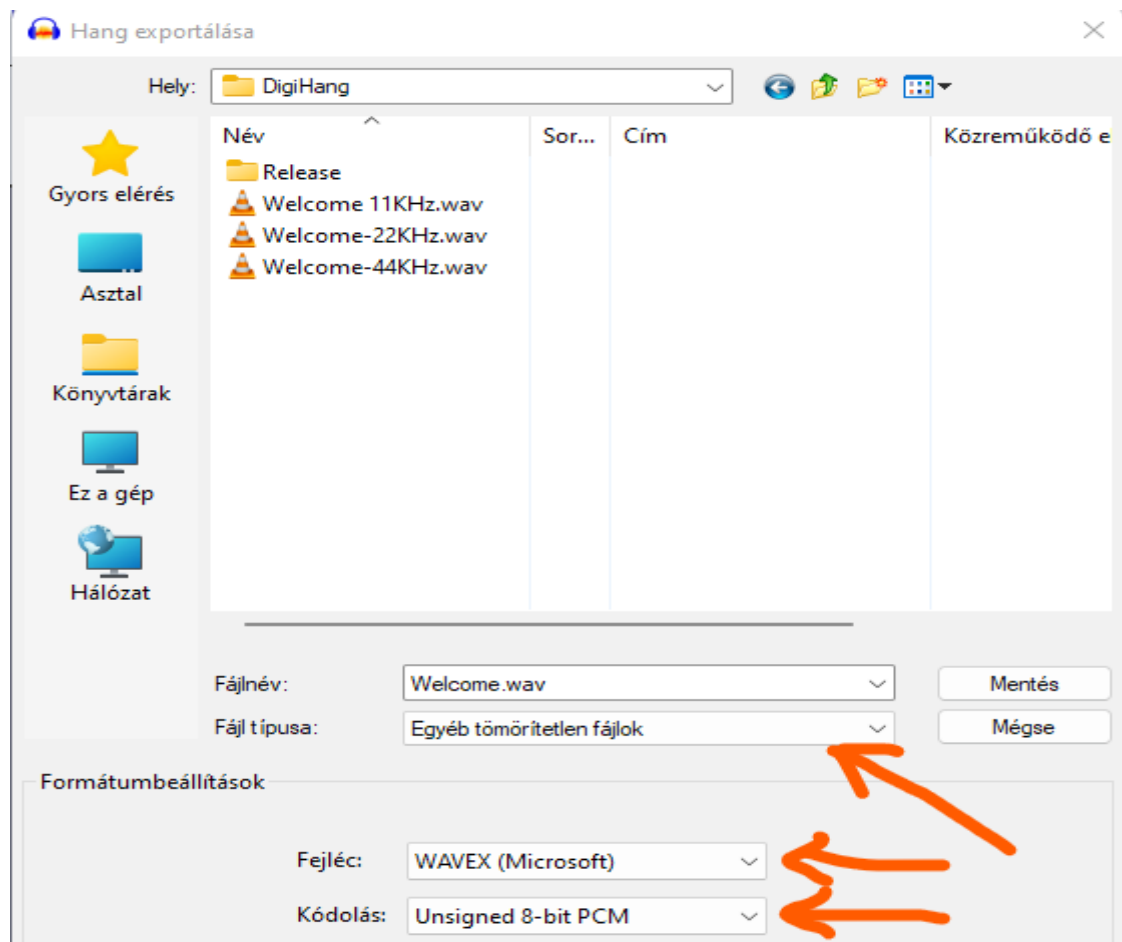 Hang exportálása
Hely: DigiHang
Név Sor... Cím Közreműködő e
Release
Welcome 11KHz.wav
Welcome-22KHz.wav
Welcome-44KHz.wav
Gyors elérés
Asztal
Könyvtárak
Ez a gép
Hálózat
Fájlnév: Welcome.wav Mentés
Fájl típusa: Egyéb tömörítetlen fájlok Mégse
Formátumbeállítások
Fejléc: WAVEX (Microsoft)
Kódolás: Unsigned 8-bit PCM